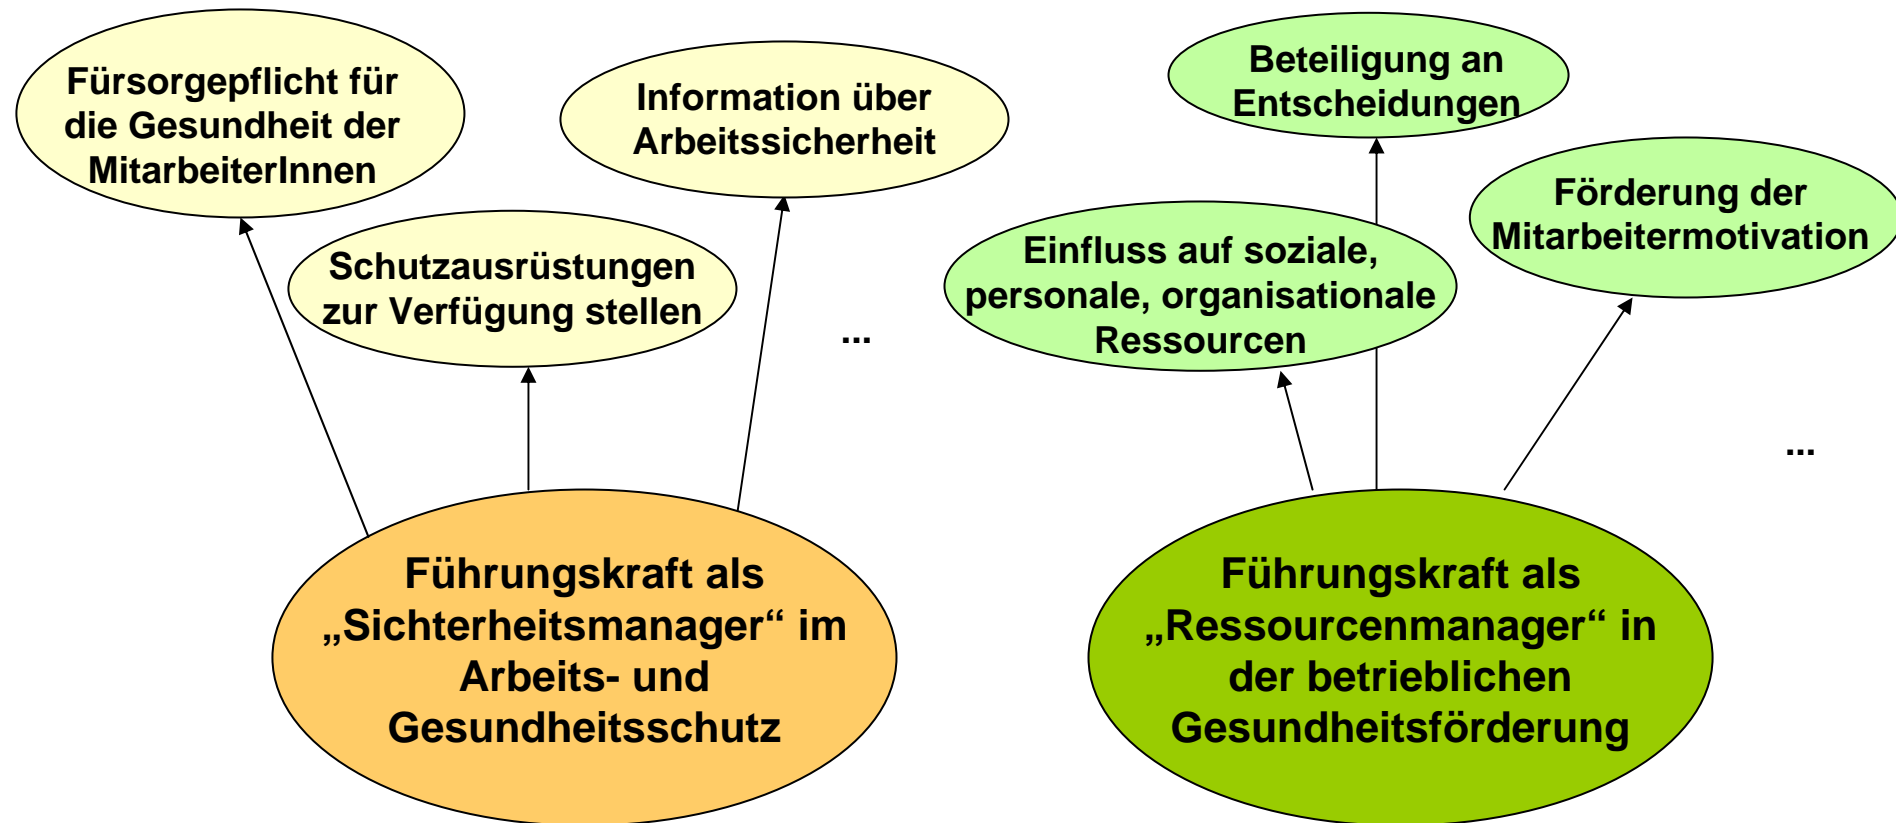 Fürsorgepflicht für
die Gesundheit der
MitarbeiterInnen
Information über
Arbeitssicherheit
Schutzausrüstungen
zur Verfügung stellen
...
Beteiligung an
Entscheidungen
Förderung der
Mitarbeitermotivation
Einfluss auf soziale,
personale, organisationale
Ressourcen
...
Führungskraft als
„Sichterheitsmanager“ im
Arbeits- und
Gesundheitsschutz
Führungskraft als
„Ressourcenmanager“ in
der betrieblichen
Gesundheitsförderung